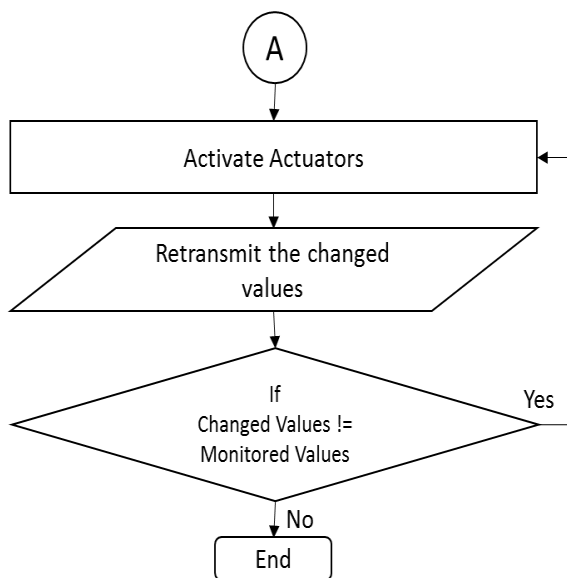 A
Activate Actuators
Retransmit the changed
values
If
Changed Values !=
Monitored Values
Yes
No
End